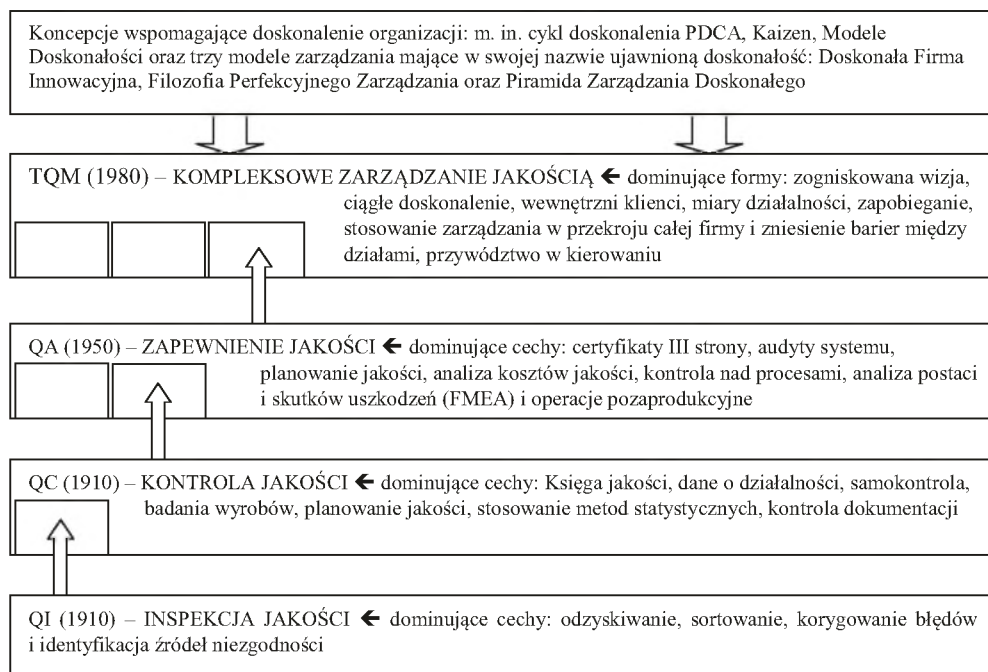 Koncepcje wspomagające doskonalenie organizacji: m. in. cykl doskonalenia PDCA, Kaizen, Modele
Doskonałości oraz trzy modele zarządzania mające w swojej nazwie ujawnioną doskonałość: Doskonała Firma
Innowacyjna, Filozofia Perfekcyjnego Zarządzania oraz Piramida Zarządzania Doskonałego
TQM (1980) – KOMPLEKSOWE ZARZĄDZANIE JAKOŚCIĄ 🡸 dominujące formy: zogniskowana wizja,
ciągłe doskonalenie, wewnętrzni klienci, miary działalności, zapobieganie,
stosowanie zarządzania w przekroju całej firmy i zniesienie barier między
działami, przywództwo w kierowaniu
QA (1950) – ZAPEWNIENIE JAKOŚCI 🡸 dominujące cechy: certyfikaty III strony, audyty systemu,
planowanie jakości, analiza kosztów jakości, kontrola nad procesami, analiza postaci
i skutków uszkodzeń (FMEA) i operacje pozaprodukcyjne
QC (1910) – KONTROLA JAKOŚCI 🡸 dominujące cechy: Księga jakości, dane o działalności, samokontrola,
badania wyrobów, planowanie jakości, stosowanie metod statystycznych, kontrola dokumentacji
QI (1910) – INSPEKCJA JAKOŚCI 🡸 dominujące cechy: odzyskiwanie, sortowanie, korygowanie błędów
i identyfikacja źródeł niezgodności